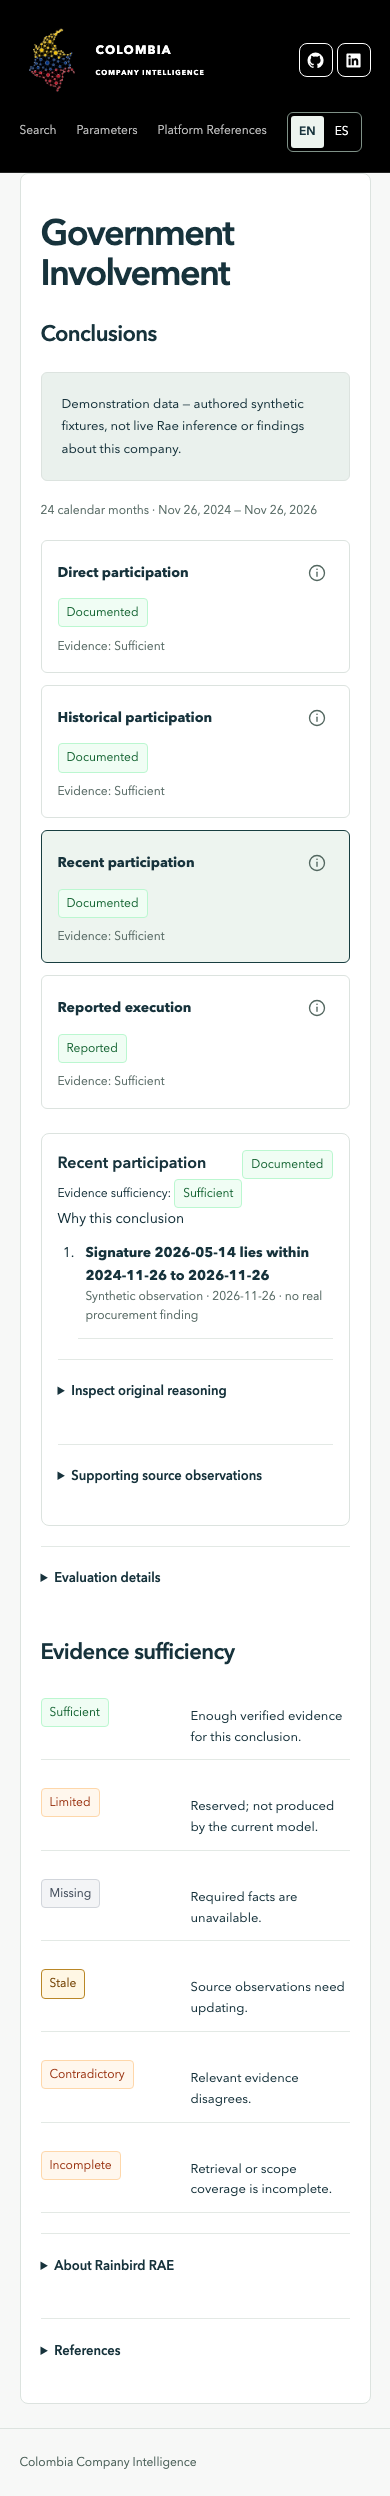 COLOMBIA
COMPANY INTELLIGENCE
Search Parameters Platform References EN ES
Government
Involvement
Conclusions
Demonstration data — authored synthetic
fixtures, not live Rae inference or findings
about this company.
24 calendar months · Nov 26, 2024 — Nov 26, 2026
Direct participation
Documented
Evidence: Sufficient
Historical participation
Documented
Evidence: Sufficient
Recent participation
Documented
Evidence: Sufficient
Reported execution
Reported
Evidence: Sufficient
Recent participation Documented
Evidence sufficiency: Sufficient
Why this conclusion
1. Signature 2026-05-14 lies within
2024-11-26 to 2026-11-26
Synthetic observation · 2026-11-26 · no real
procurement finding
Inspect original reasoning
Supporting source observations
Evaluation details
Evidence sufficiency
Sufficient
Enough verified evidence
for this conclusion.
Limited
Reserved; not produced
by the current model.
Missing
Required facts are
unavailable.
Stale
Source observations need
updating.
Contradictory
Relevant evidence
disagrees.
Incomplete
Retrieval or scope
coverage is incomplete.
About Rainbird RAE
References
Colombia Company Intelligence